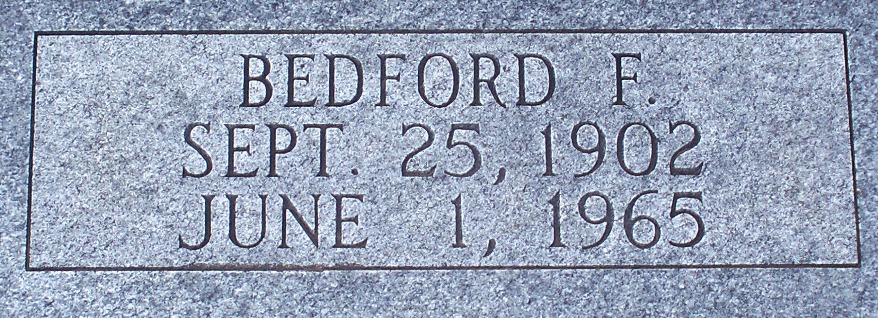 BEDFORD F.
SEPT. 25, 1902
JUNE 1, 1965